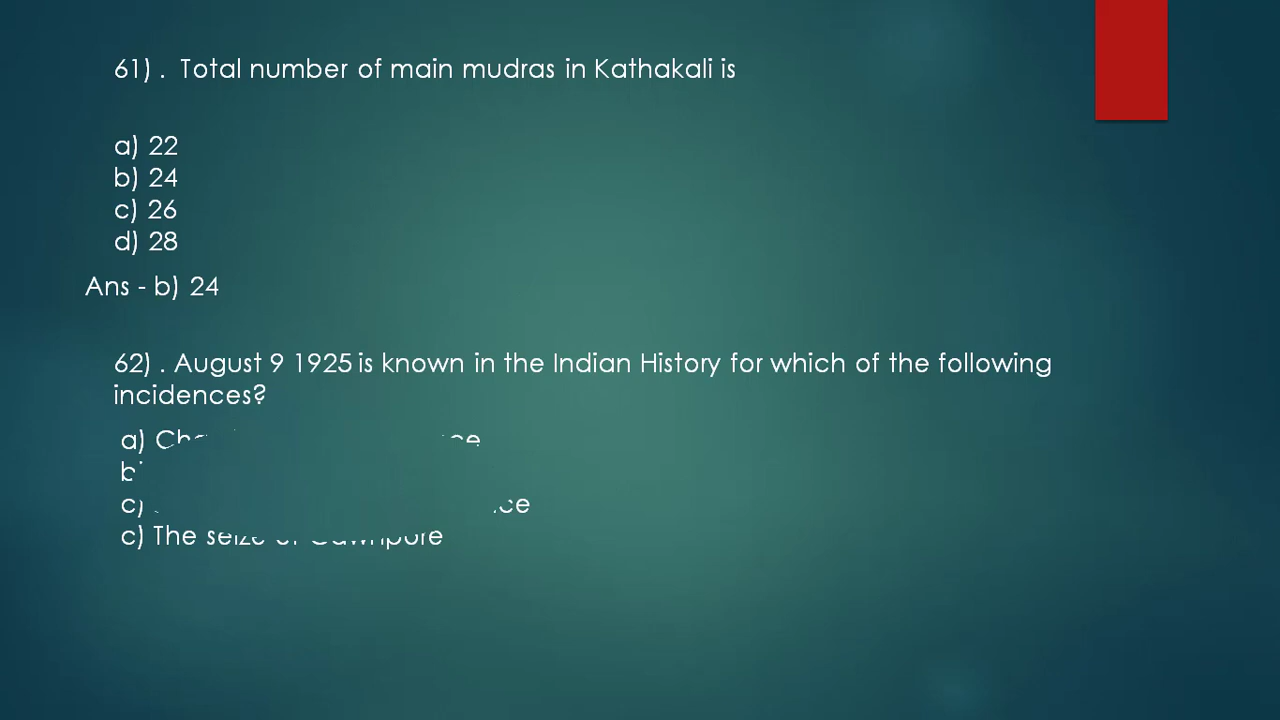 61) . Total number of main mudras in Kathakali is
a) 22
b) 24
c) 26
d) 28
Ans - b) 24
62) . August 9 1925 is known in the Indian History for which of the following
incidences?
a)
c)
c) The seize of Cawnpore